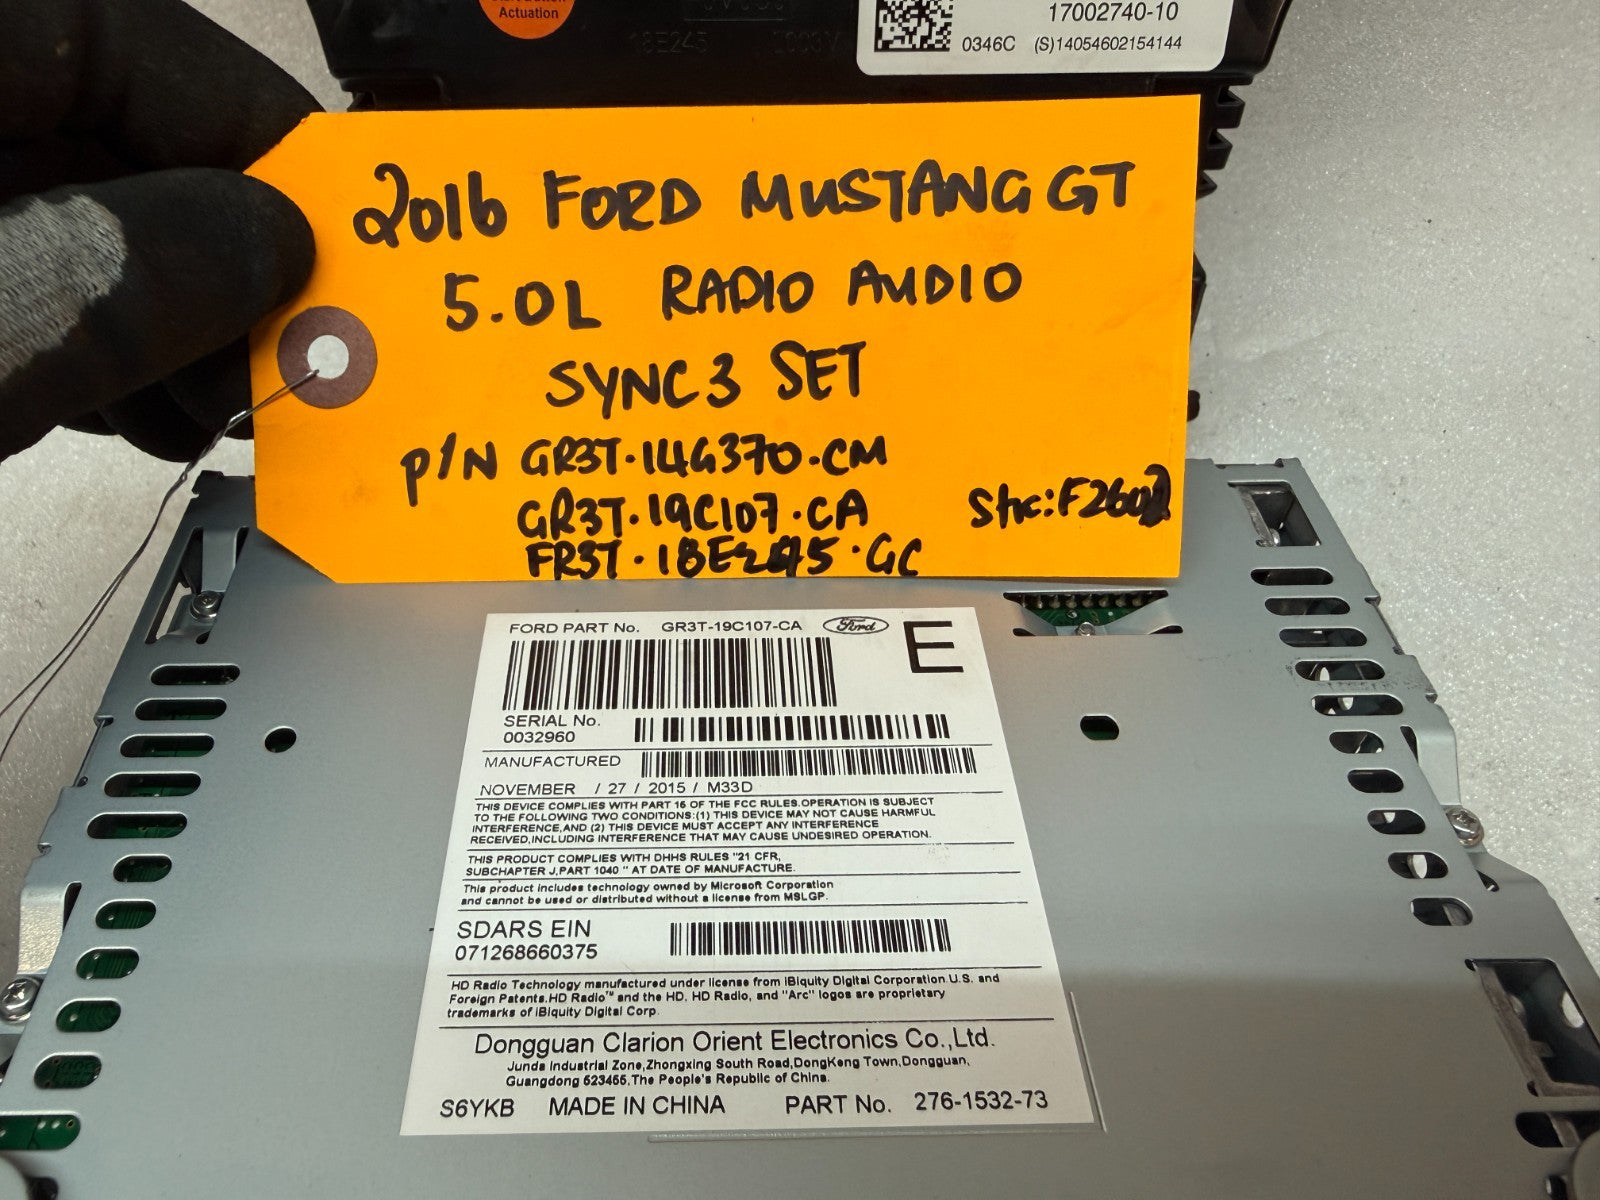 Actuation
18E245
17002740-10
0346C (S)14054602154144
2016 FORD MUSTANG GT
5.0L RADIO AUDIO
SYNC3 SET
P/N GR3T-14G370-CM
GR3T-19C107-CA
Stk:F2602
FR3T-18E245-GC
FORD PART No. GR3T-19C107-CA Ford E
SERIAL No.
0032960
MANUFACTURED
NOVEMBER / 27 / 2015 / M33D
THIS DEVICE COMPLIES WITH PART 15 OF THE FCC RULES.OPERATION IS SUBJECT
TO THE FOLLOWING TWO CONDITIONS:(1) THIS DEVICE MAY NOT CAUSE HARMFUL
INTERFERENCE,AND (2) THIS DEVICE MUST ACCEPT ANY INTERFERENCE
RECEIVED,INCLUDING INTERFERENCE THAT MAY CAUSE UNDESIRED OPERATION.
THIS PRODUCT COMPLIES WITH DHHS RULES "21 CFR,
SUBCHAPTER J,PART 1040 " AT DATE OF MANUFACTURE.
This product includes technology owned by Microsoft Corporation
and cannot be used or distributed without a license from MSLGP.
SDARS EIN
071268660375
HD Radio Technology manufactured under license from iBiquity Digital Corporation.U.S. and
Foreign Patents.HD Radio™ and the HD, HD Radio, and "Arc" logos are proprietary
trademarks of iBiquity Digital Corp.
Dongguan Clarion Orient Electronics Co.,Ltd.
Junda Industrial Zone,Zhongxing South Road,DongKeng Town,Dongguan,
Guangdong 523455,The People's Republic of China.
S6YKB MADE IN CHINA PART No. 276-1532-73